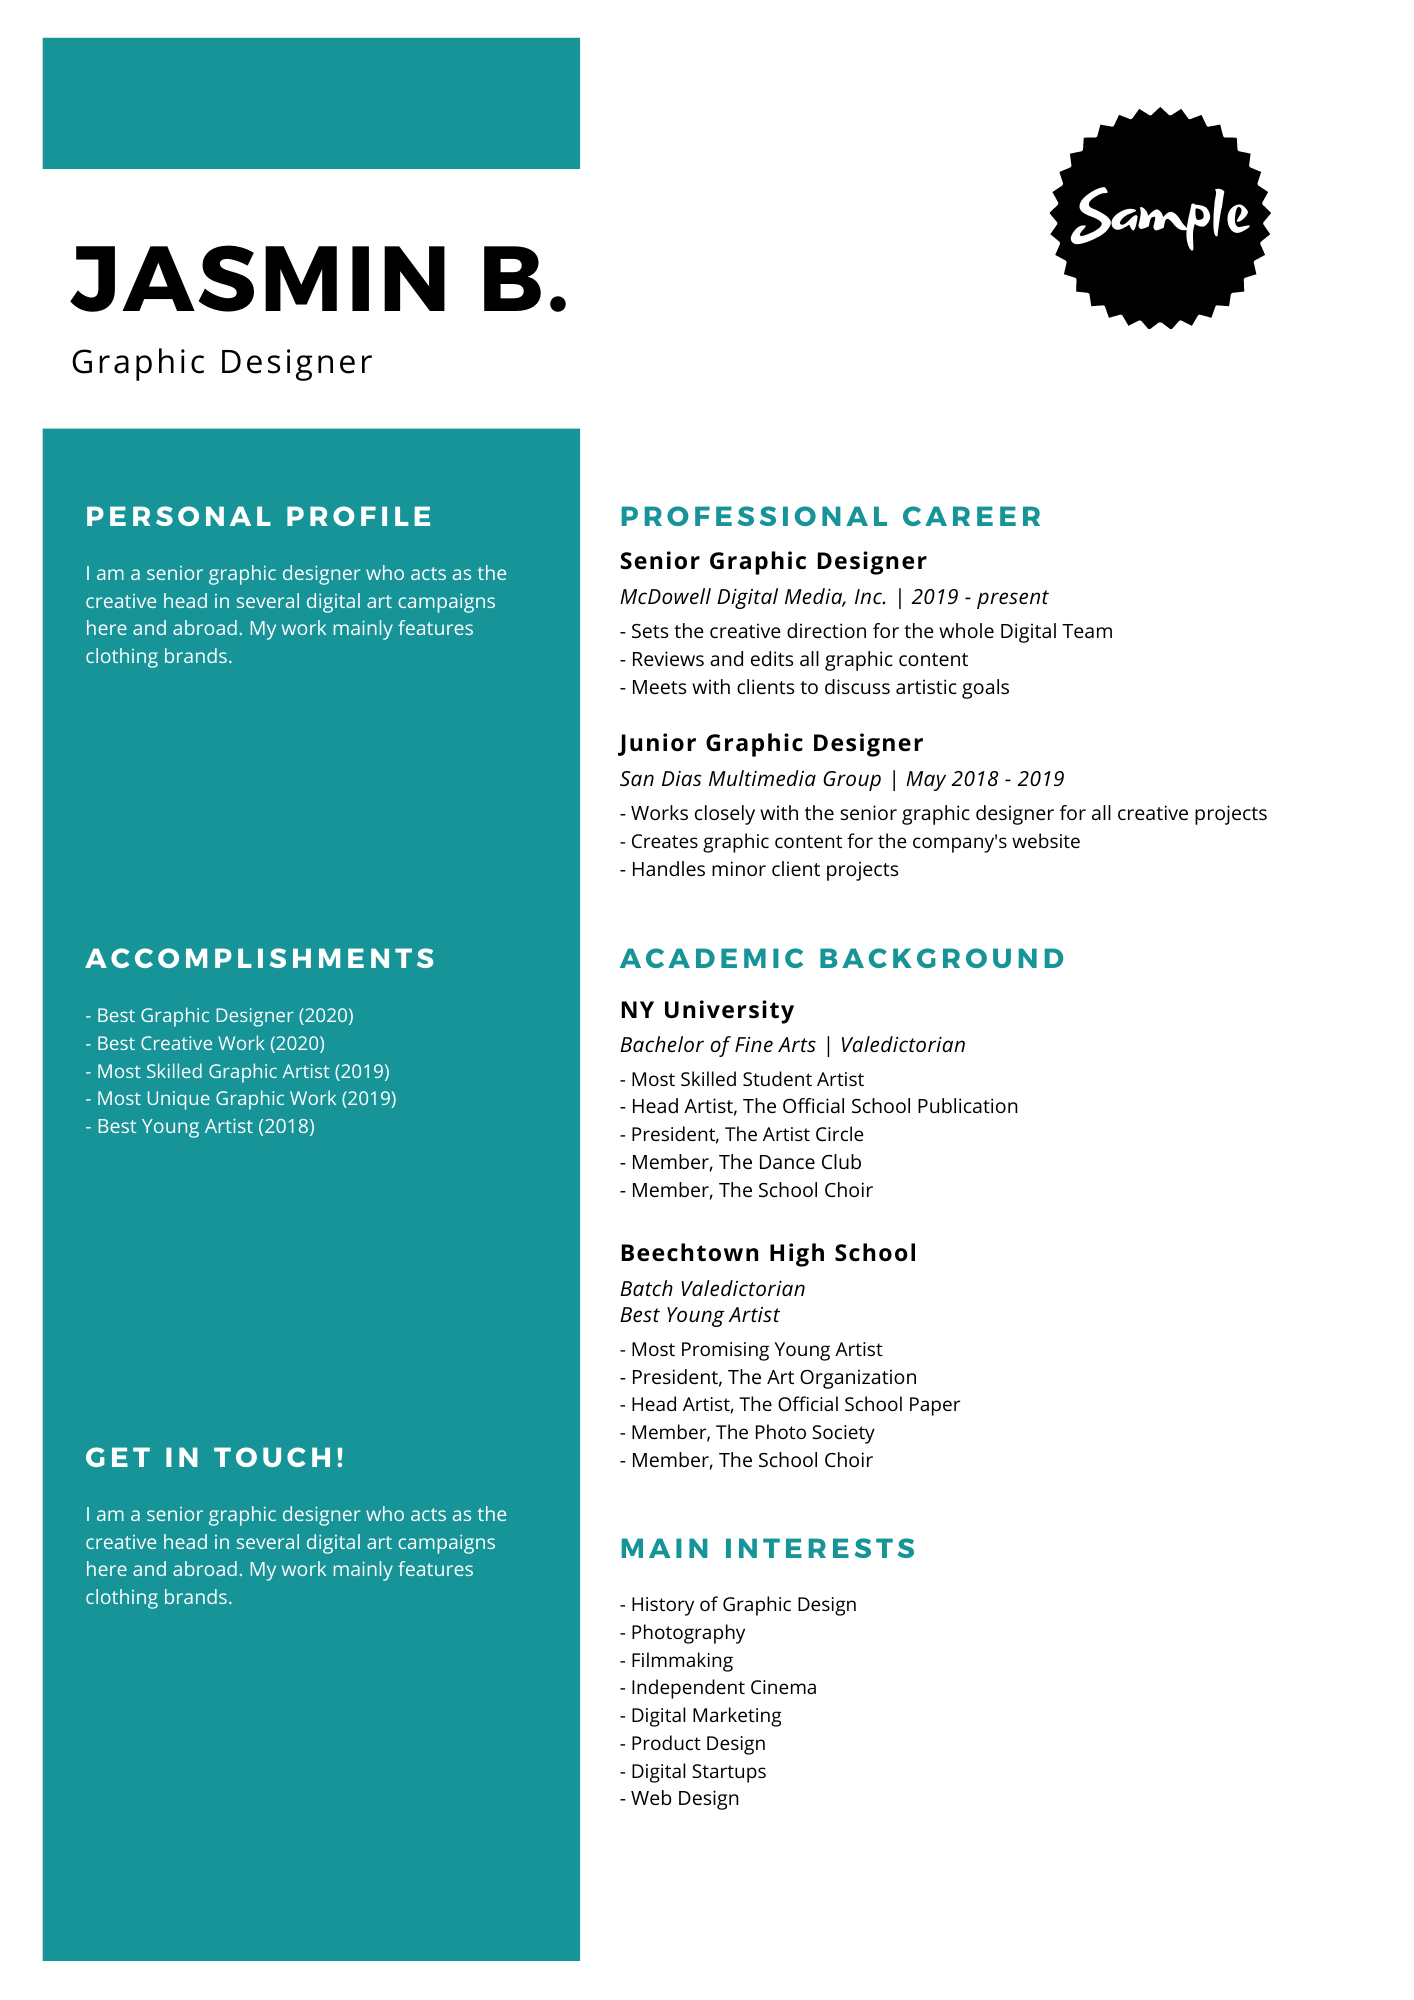 Sample
JASMIN B.
Graphic Designer
PERSONAL PROFILE
I am a senior graphic designer who acts as the
creative head in several digital art campaigns
here and abroad. My work mainly features
clothing brands.
ACCOMPLISHMENTS
- Best Graphic Designer (2020)
- Best Creative Work (2020)
- Most Skilled Graphic Artist (2019)
- Most Unique Graphic Work (2019)
- Best Young Artist (2018)
GET IN TOUCH!
I am a senior graphic designer who acts as the
creative head in several digital art campaigns
here and abroad. My work mainly features
clothing brands.
PROFESSIONAL CAREER
Senior Graphic Designer
McDowell Digital Media, Inc. | 2019 - present
- Sets the creative direction for the whole Digital Team
- Reviews and edits all graphic content
- Meets with clients to discuss artistic goals
Junior Graphic Designer
San Dias Multimedia Group | May 2018 - 2019
- Works closely with the senior graphic designer for all creative projects
- Creates graphic content for the company's website
- Handles minor client projects
ACADEMIC BACKGROUND
NY University
Bachelor of Fine Arts | Valedictorian
- Most Skilled Student Artist
- Head Artist, The Official School Publication
- President, The Artist Circle
- Member, The Dance Club
- Member, The School Choir
Beechtown High School
Batch Valedictorian
Best Young Artist
- Most Promising Young Artist
- President, The Art Organization
- Head Artist, The Official School Paper
- Member, The Photo Society
- Member, The School Choir
MAIN INTERESTS
- History of Graphic Design
- Photography
- Filmmaking
- Independent Cinema
- Digital Marketing
- Product Design
- Digital Startups
- Web Design